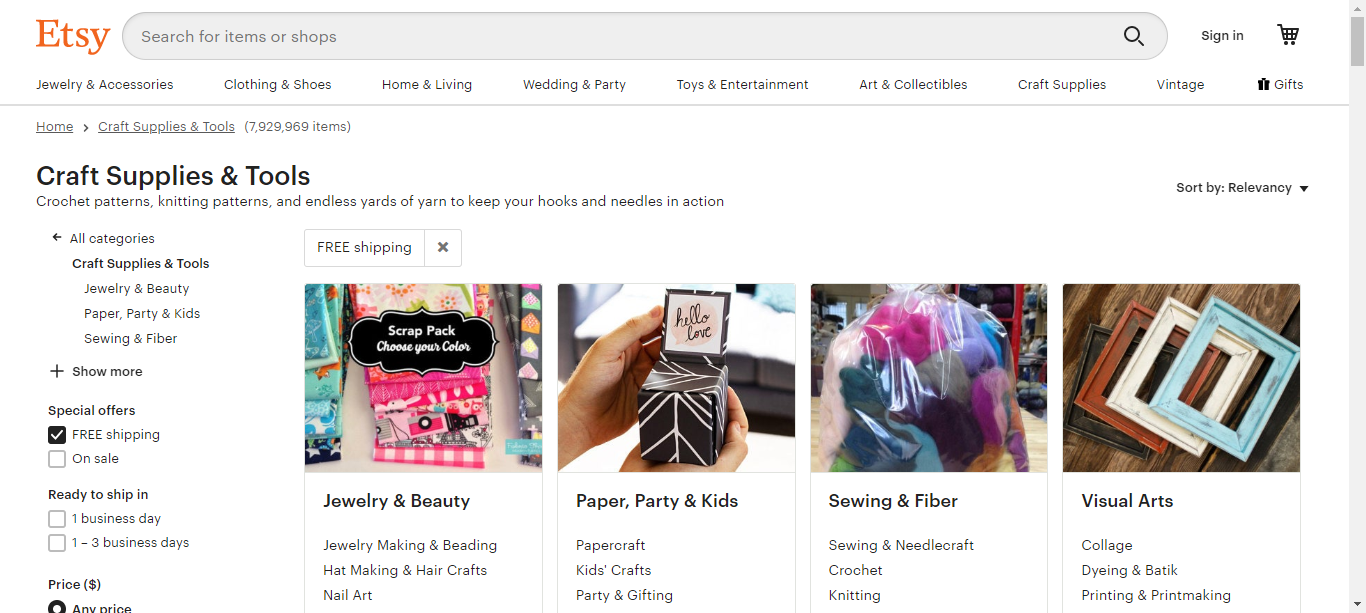 Etsy
Search for items or shops
Sign in
Jewelry & Accessories
Clothing & Shoes
Home & Living
Wedding & Party
Toys & Entertainment
Art & Collectibles
Craft Supplies
Vintage
Gifts
Home
Craft Supplies & Tools
(7,929,969 items)
Craft Supplies & Tools
Crochet patterns, knitting patterns, and endless yards of yarn to keep your hooks and needles in action
Sort by: Relevancy
All categories
Craft Supplies & Tools
Jewelry & Beauty
Paper, Party & Kids
Sewing & Fiber
Show more
Special offers
FREE shipping
On sale
Ready to ship in
1 business day
1 – 3 business days
Price ($)
Any price
FREE shipping
Scrap Pack
Choose your Color
Jewelry & Beauty
Jewelry Making & Beading
Hat Making & Hair Crafts
Nail Art
hello
love
Paper, Party & Kids
Papercraft
Kids' Crafts
Party & Gifting
Sewing & Fiber
Sewing & Needlecraft
Crochet
Knitting
Visual Arts
Collage
Dyeing & Batik
Printing & Printmaking